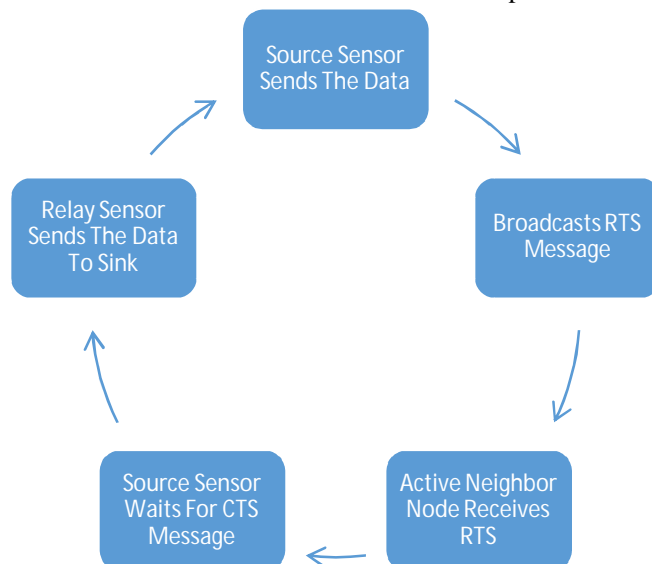 Source Sensor
Sends The Data
Broadcasts RTS
Message
Active Neighbor
Node Receives
RTS
Source Sensor
Waits For CTS
Message
Relay Sensor
Sends The Data
To Sink